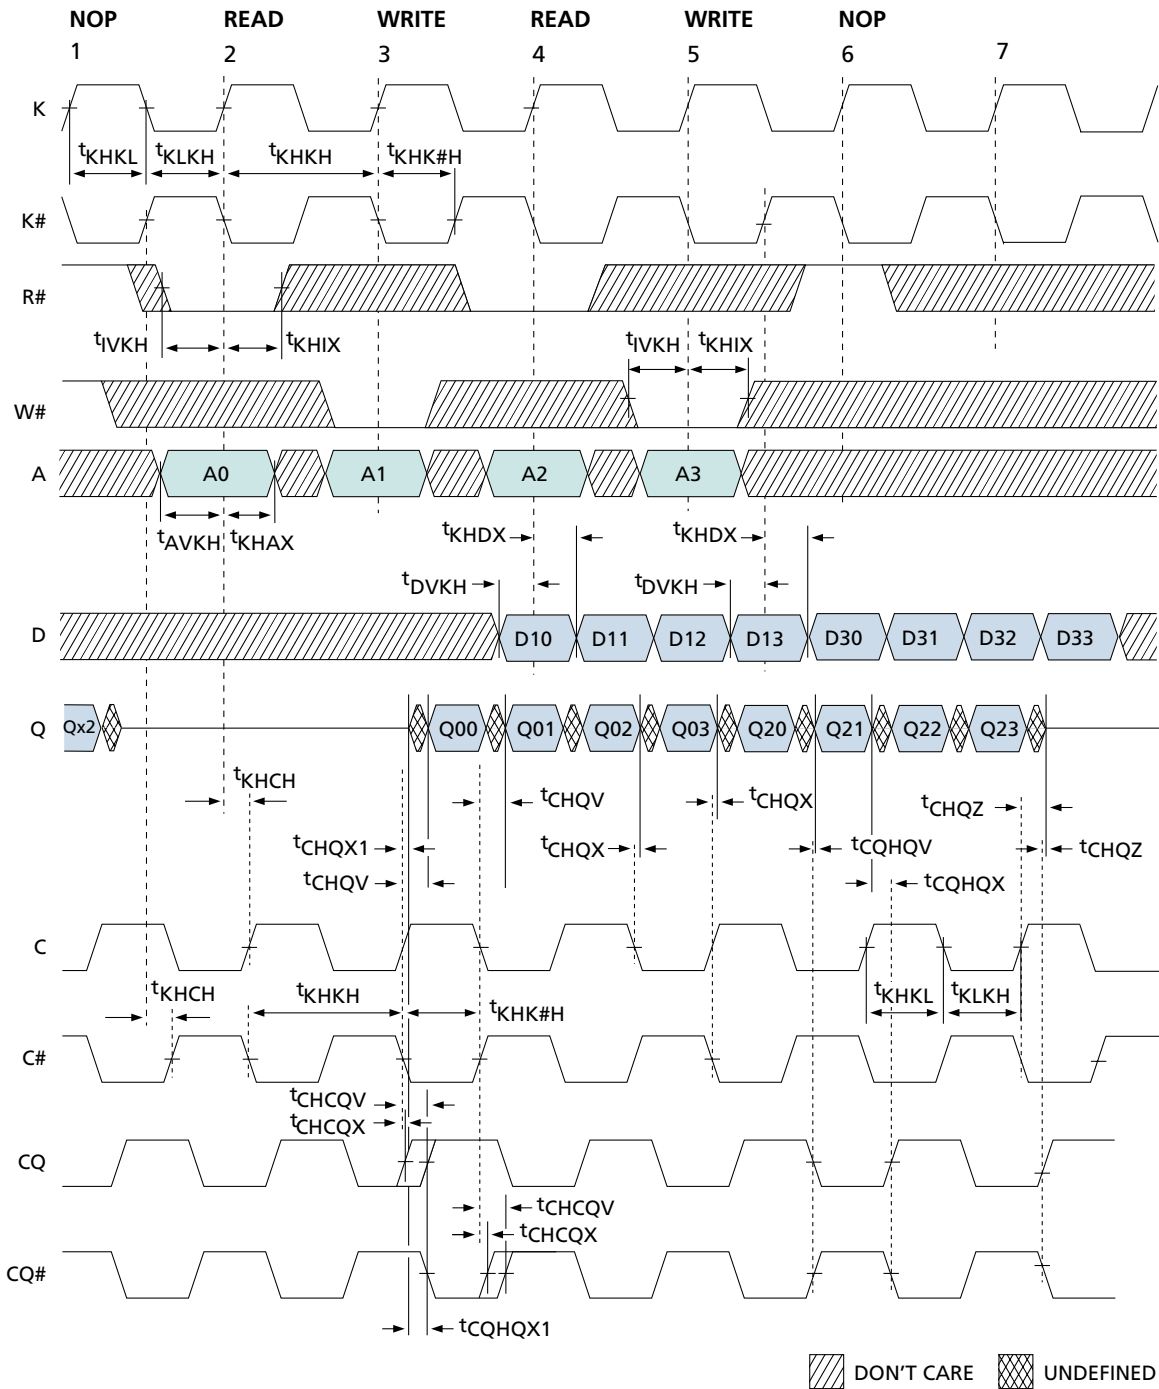 NOP READ WRITE READ WRITE NOP
1 2 3 4 5 6 7
K
tKHKL tKLKH tKHKH tKHK#H
K#
R#
tIVKH tKHIX tIVKH tKHIX
W#
A A0 A1 A2 A3
tAVKH tKHAX tKHDX tKHDX
tDVKH tDVKH
D D10 D11 D12 D13 D30 D31 D32 D33
Q Qx2 Q00 Q01 Q02 Q03 Q20 Q21 Q22 Q23
tKHCH tCHQV tCHQX tCHQZ
tCHQX1 tCHQX tCQHQV tCHQZ
tCHQV tCQHQX
C
tKHCH tKHKH tKHK#H tKHKL tKLKH
C#
tCHCQV
tCHCQX
CQ
tCHCQV
tCHCQX
CQ#
tCQHQX1
DON'T CARE UNDEFINED